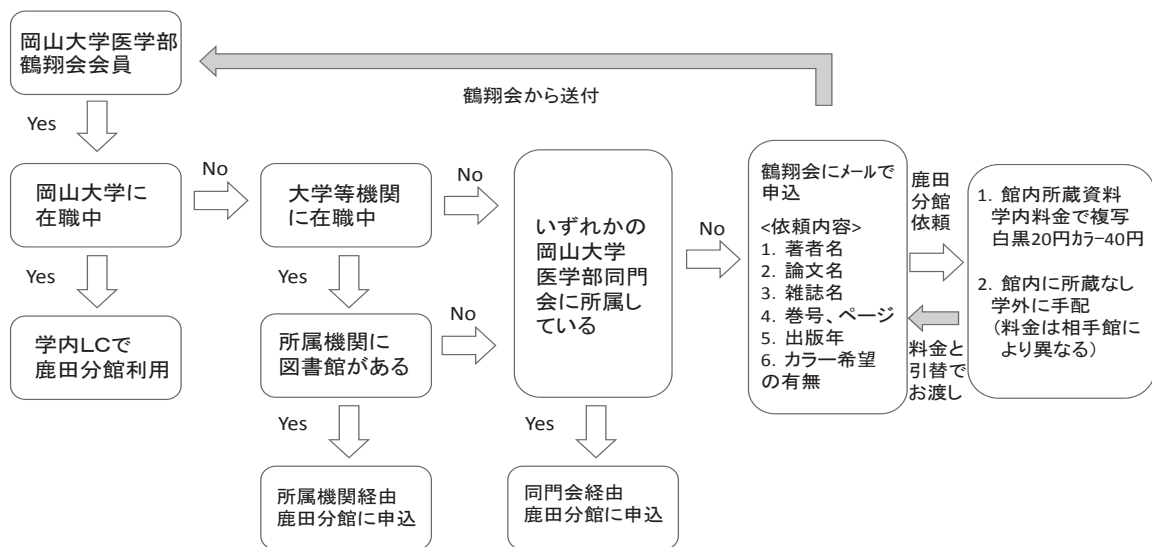 岡山大学医学部
鶴翔会会員
鶴翔会から送付
Yes
岡山大学に
在職中
No
大学等機関
に在職中
No
いずれかの
岡山大学
医学部同門
会に所属し
ている
No
鶴翔会にメールで
申込
<依頼内容>
1. 著者名
2. 論文名
3. 雑誌名
4. 巻号、ページ
5. 出版年
6. カラー希望
の有無
鹿田
分館
依頼
料金と
引替で
お渡し
1. 館内所蔵資料
学内料金で複写
白黒20円カラー40円
2. 館内に所蔵なし
学外に手配
(料金は相手館に
より異なる)
Yes
学内LCで
鹿田分館利用
Yes
所属機関に
図書館がある
No
Yes
所属機関経由
鹿田分館に申込
Yes
同門会経由
鹿田分館に申込